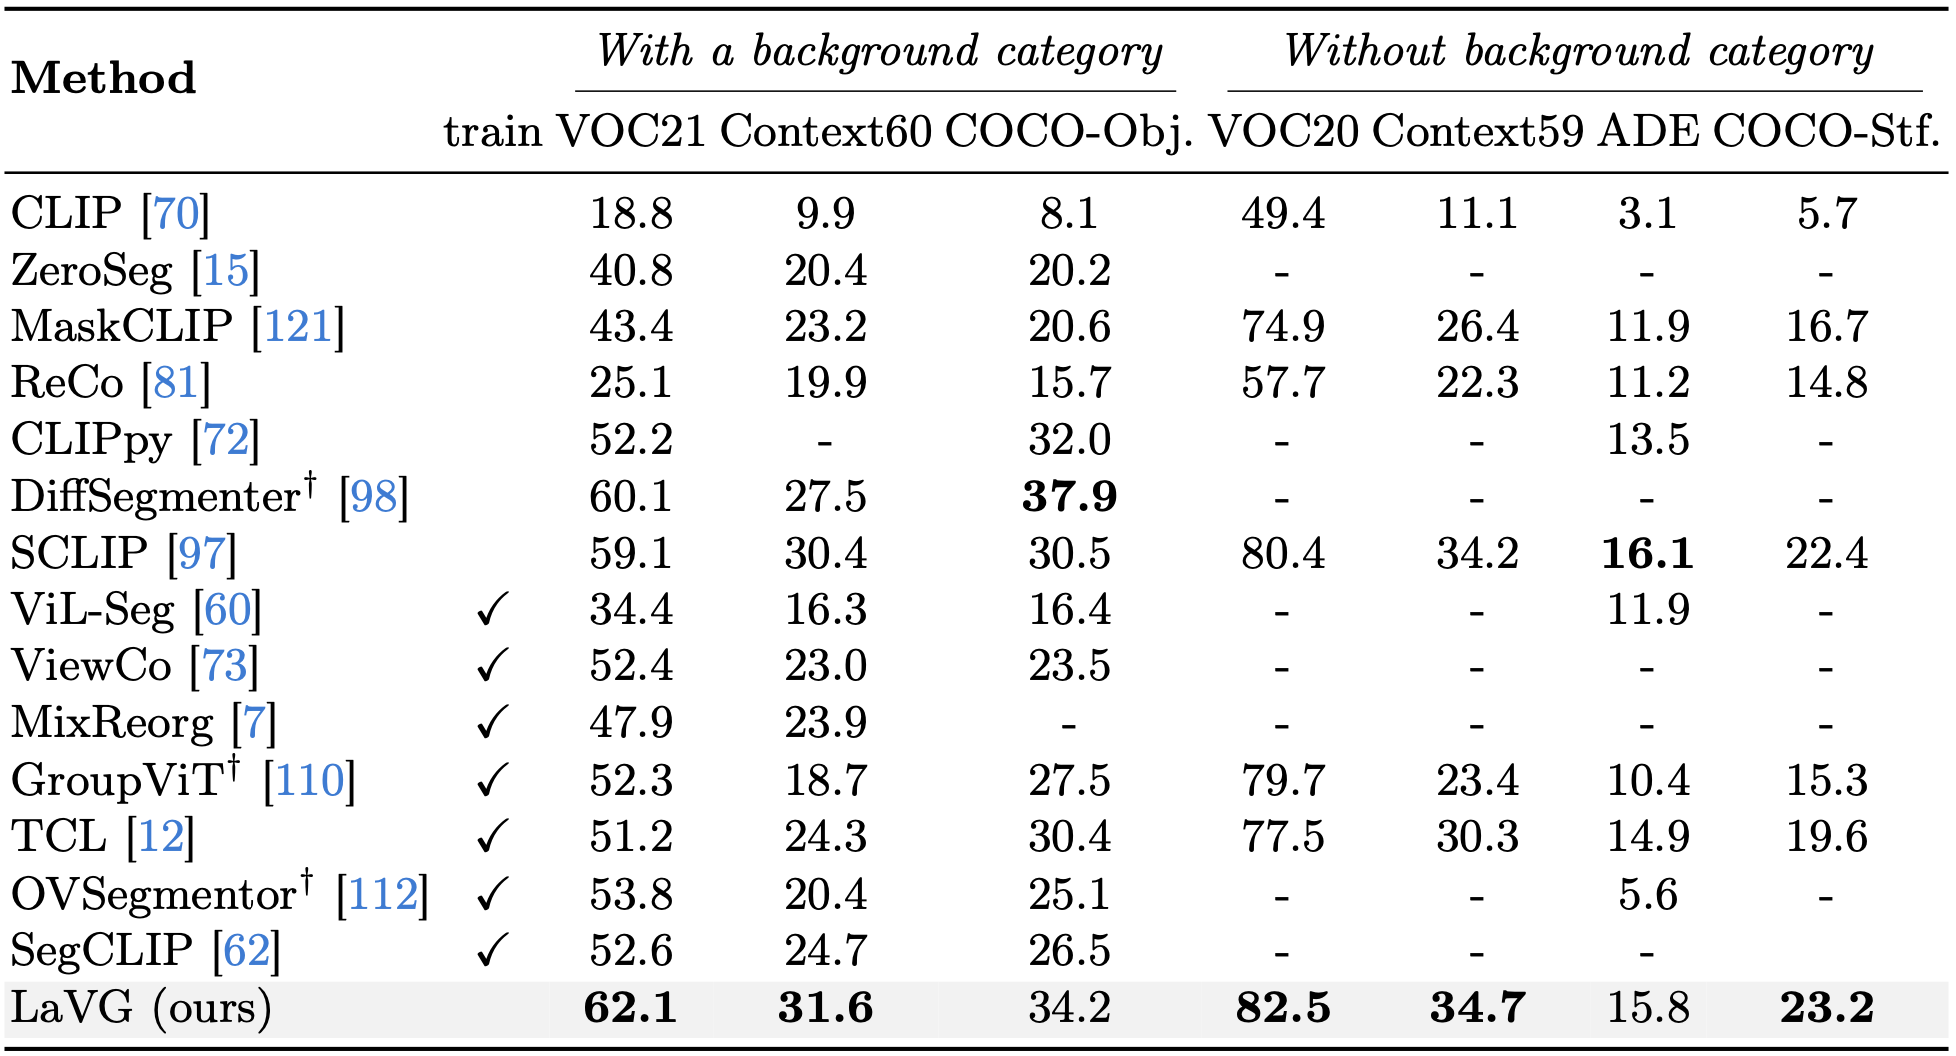 Method With a background category Without background category
train VOC21 Context60 COCO-Obj. VOC20 Context59 ADE COCO-Stf.
CLIP [70] 18.8 9.9 8.1 49.4 11.1 3.1 5.7
ZeroSeg [15] 40.8 20.4 20.2 - - - -
MaskCLIP [121] 43.4 23.2 20.6 74.9 26.4 11.9 16.7
ReCo [81] 25.1 19.9 15.7 57.7 22.3 11.2 14.8
CLIPpy [72] 52.2 - 32.0 - - 13.5 -
DiffSegmenter† [98] 60.1 27.5 37.9 - - - -
SCLIP [97] 59.1 30.4 30.5 80.4 34.2 16.1 22.4
ViL-Seg [60] ✓ 34.4 16.3 16.4 - - 11.9 -
ViewCo [73] ✓ 52.4 23.0 23.5 - - - -
MixReorg [7] ✓ 47.9 23.9 - - - - -
GroupViT† [110] ✓ 52.3 18.7 27.5 79.7 23.4 10.4 15.3
TCL [12] ✓ 51.2 24.3 30.4 77.5 30.3 14.9 19.6
OVSegmentor† [112] ✓ 53.8 20.4 25.1 - - 5.6 -
SegCLIP [62] ✓ 52.6 24.7 26.5 - - -
LaVG (ours) 62.1 31.6 34.2 82.5 34.7 15.8 23.2